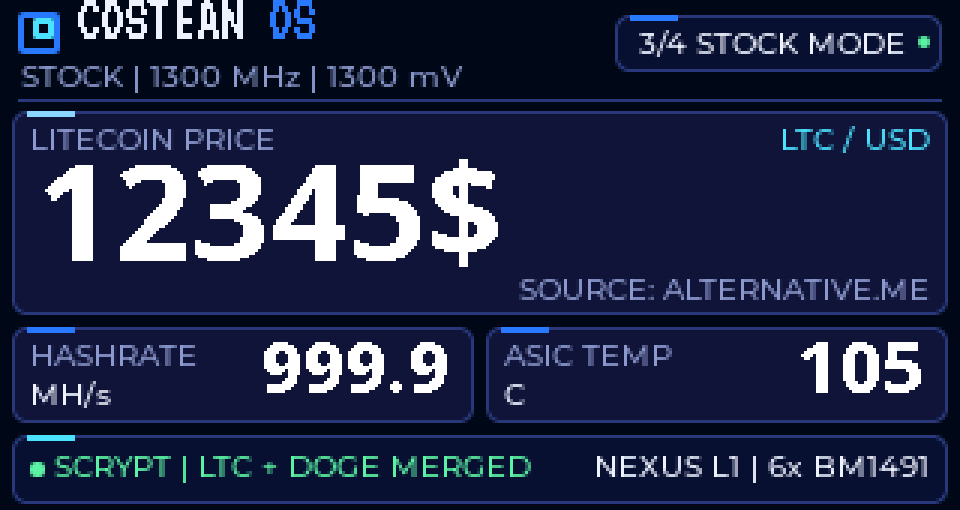 COSTEAN OS
3/4 STOCK MODE
STOCK | 1300 MHz | 1300 mV
LITECOIN PRICE
LTC / USD
12345$
SOURCE: ALTERNATIVE.ME
HASHRATE
MH/s
999.9
ASIC TEMP
C
105
SCRYPT | LTC + DOGE MERGED
NEXUS L1 | 6x BM1491